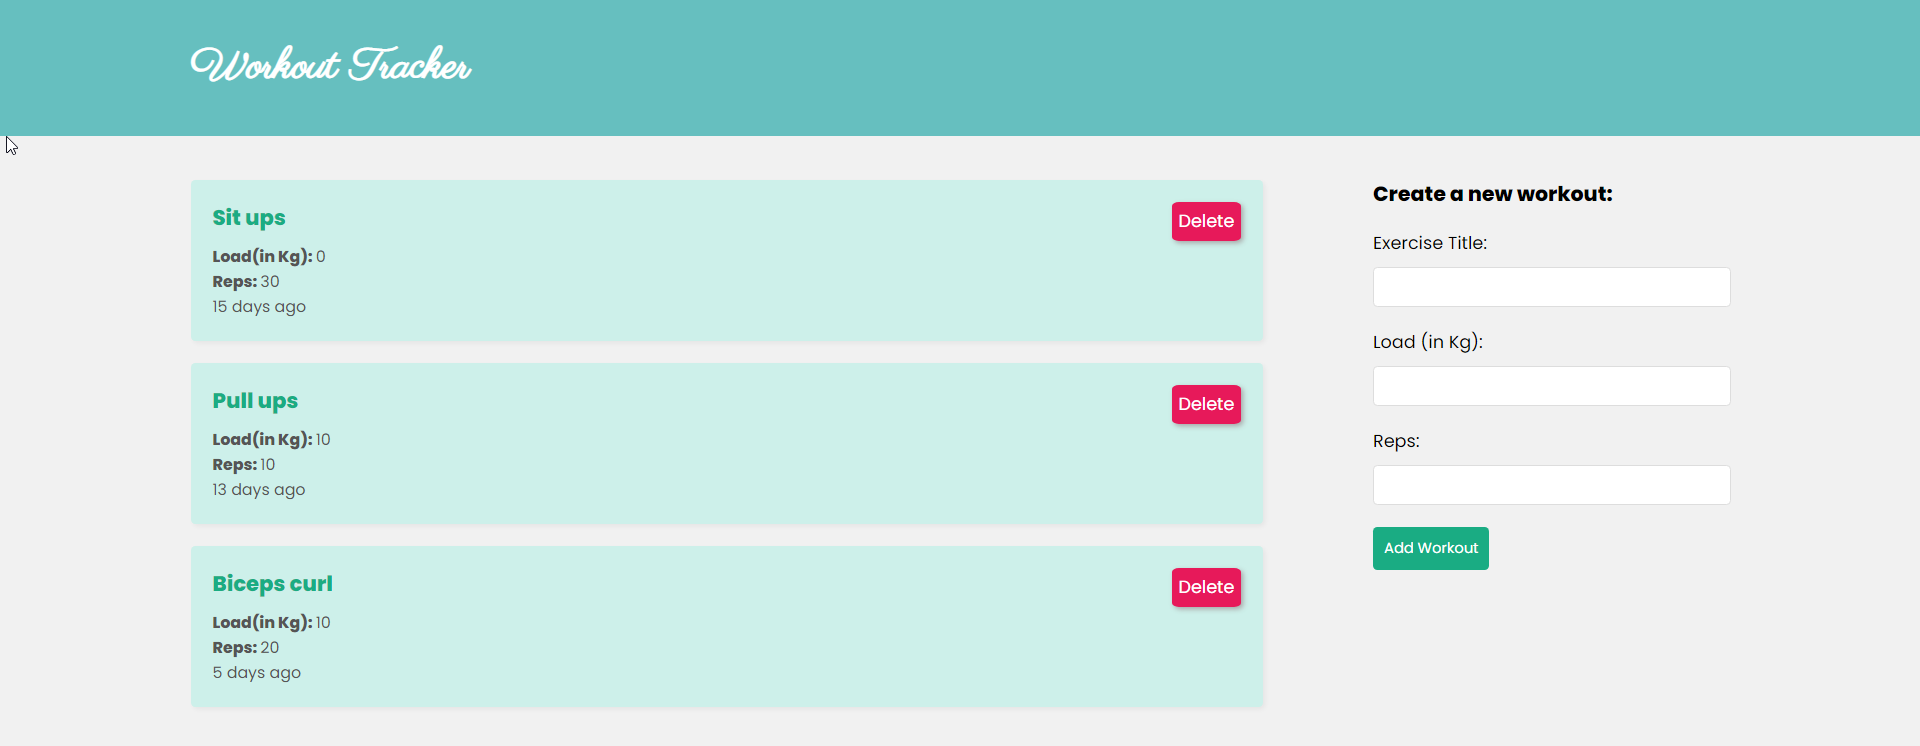 Workout Tracker
Sit ups
Delete
Load(in Kg): 0
Reps: 30
15 days ago
Pull ups
Delete
Load(in Kg): 10
Reps: 10
13 days ago
Biceps curl
Delete
Load(in Kg): 10
Reps: 20
5 days ago
Create a new workout:
Exercise Title:
Load (in Kg):
Reps:
Add Workout